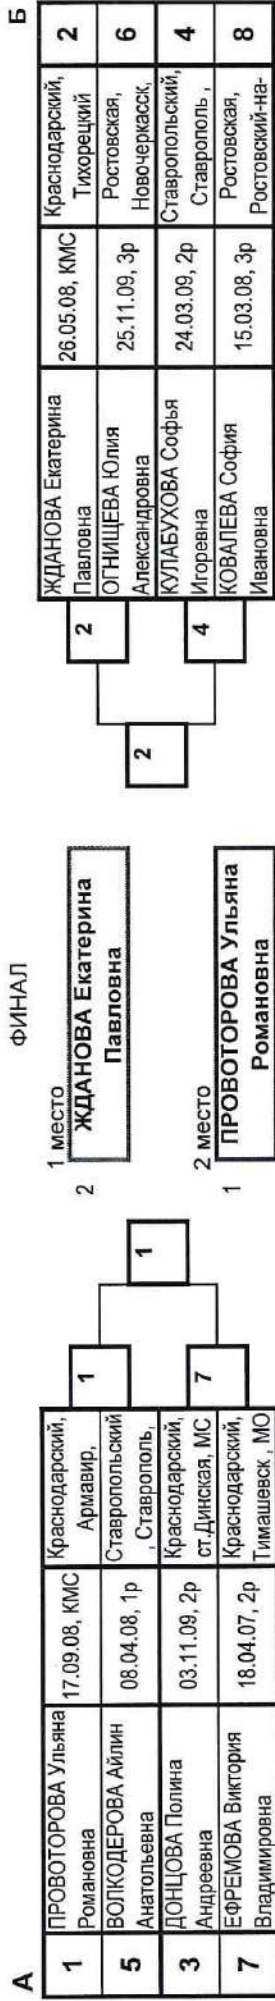 А
1 ПРОВОТОРОВА Ульяна 17.09.08, КМС Краснодарский,
Романовна Армавир,
5 ВОЛКОДЕРОВА Айлин 08.04.08, 1р Ставропольский
Анатольевна , Ставрополь,
3 ДОНЦОВА Полина 03.11.09, 2р Краснодарский,
Андреевна ст.Динская, МС
7 ЕФРЕМОВА Виктория 18.04.07, 2р Краснодарский,
Владимировна Тимашевск , МО
1
7
1
ФИНАЛ
1 место
2 ЖДАНОВА Екатерина
Павловна
2 место
1 ПРОВОТОРОВА Ульяна
Романовна
Б
2
2
4
ЖДАНОВА Екатерина 26.05.08, КМС Краснодарский, 2
Павловна Тихорецкий
ОГНИЩЕВА Юлия 25.11.09, 3р Ростовская, 6
Александровна Новочеркасск,
КУЛАБУХОВА Софья 24.03.09, 2р Ставропольский, 4
Игоревна Ставрополь ,
КОВАЛЕВА София 15.03.08, 3р Ростовская, 8
Ивановна Ростовский-на-